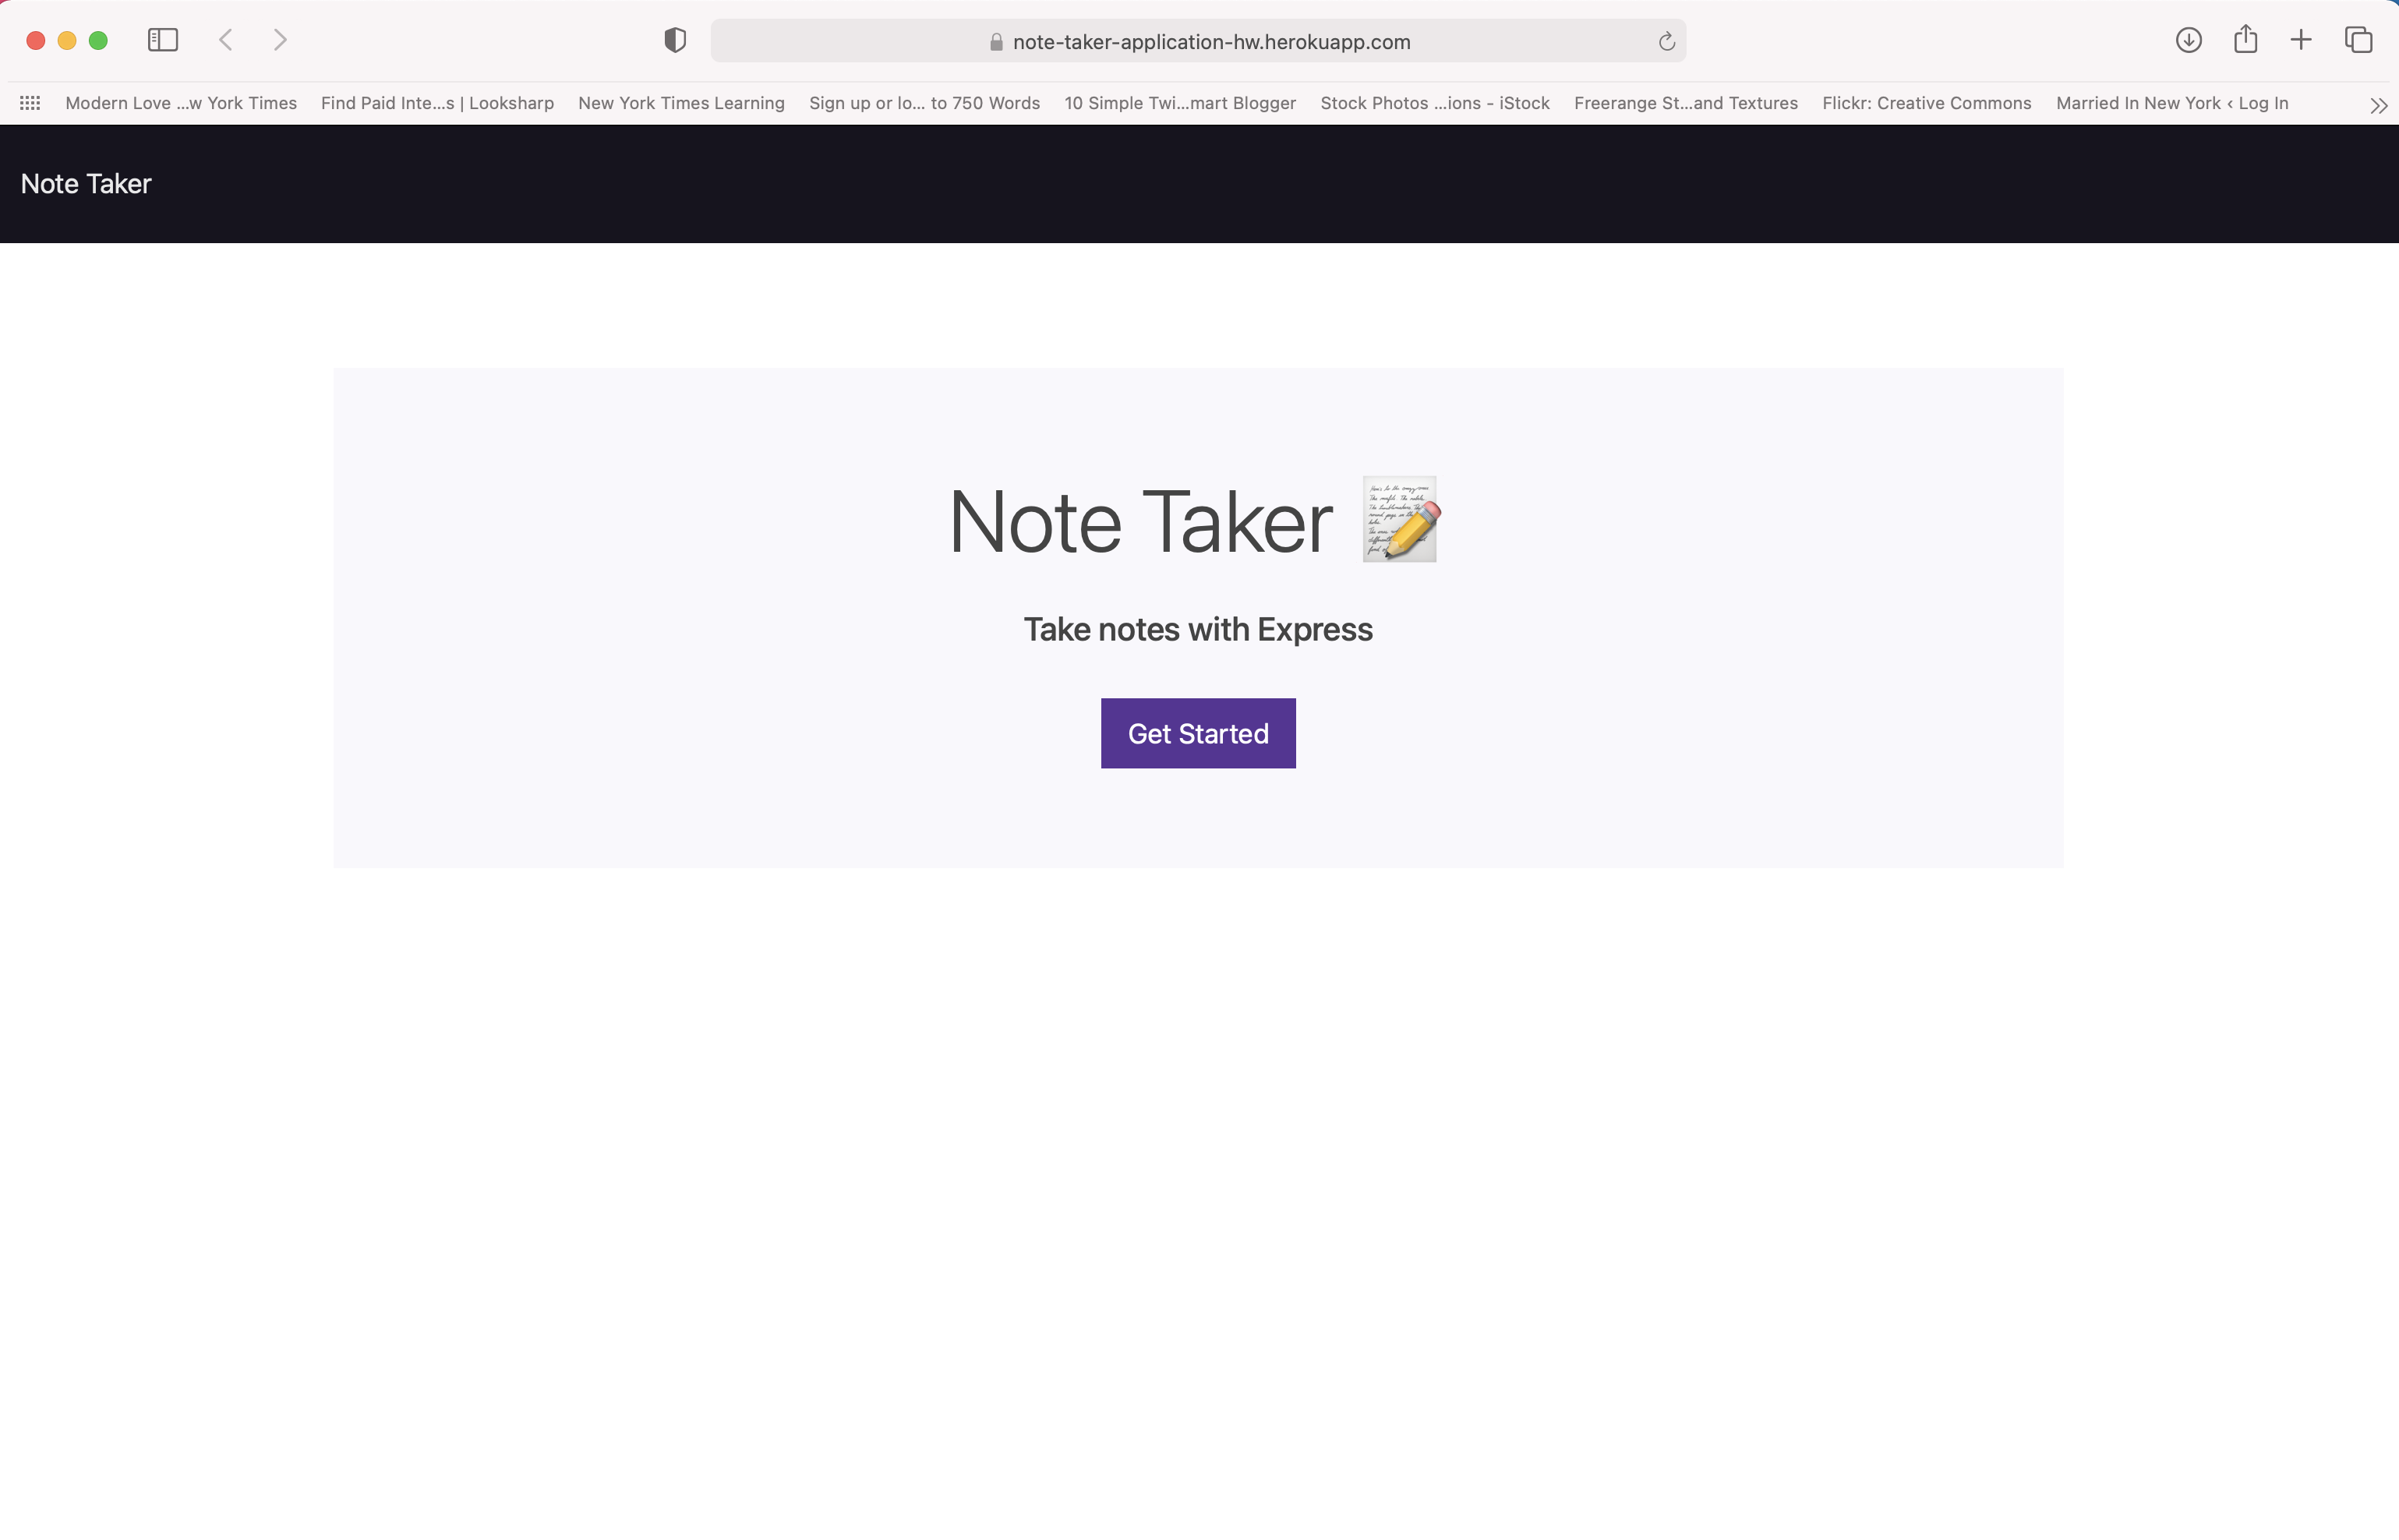 note-taker-application-hw.herokuapp.com
Modern Love ...w York Times Find Paid Inte...s | Looksharp New York Times Learning Sign up or lo... to 750 Words 10 Simple Twi...mart Blogger Stock Photos ...ions - iStock Freerange St...and Textures Flickr: Creative Commons Married In New York ‹ Log In
Note Taker
Note Taker
Take notes with Express
Get Started